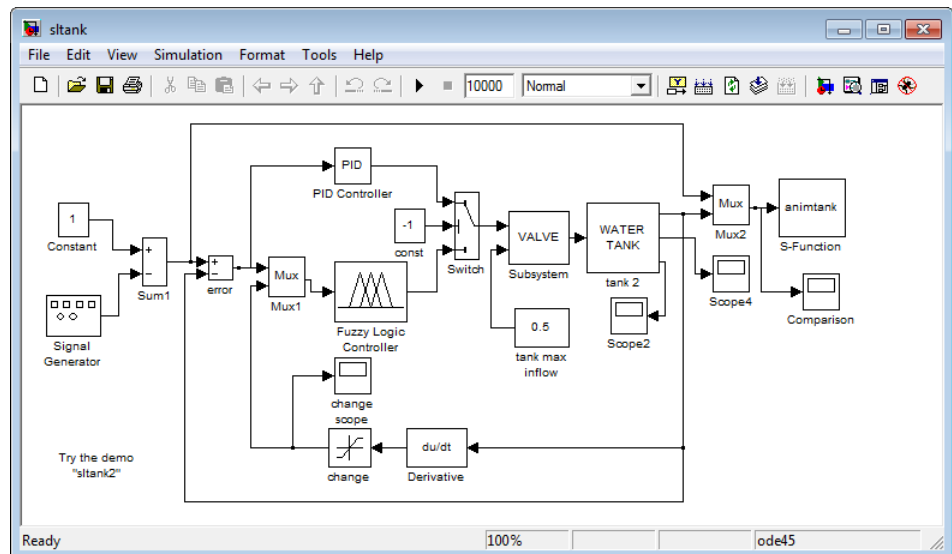 sltank
File Edit View Simulation Format Tools Help
10000 Normal
PID
PID Controller
1
Constant
-1
const
Switch
VALVE
Subsystem
WATER
TANK
tank 2
Mux
Mux2
animtank
S-Function
Sum1
error
Mux
Mux1
Fuzzy Logic
Controller
Signal
Generator
0.5
tank max
inflow
Scope2
Scope4
Comparison
change
scope
change
du/dt
Derivative
Try the demo
"sltank2"
Ready 100% ode45